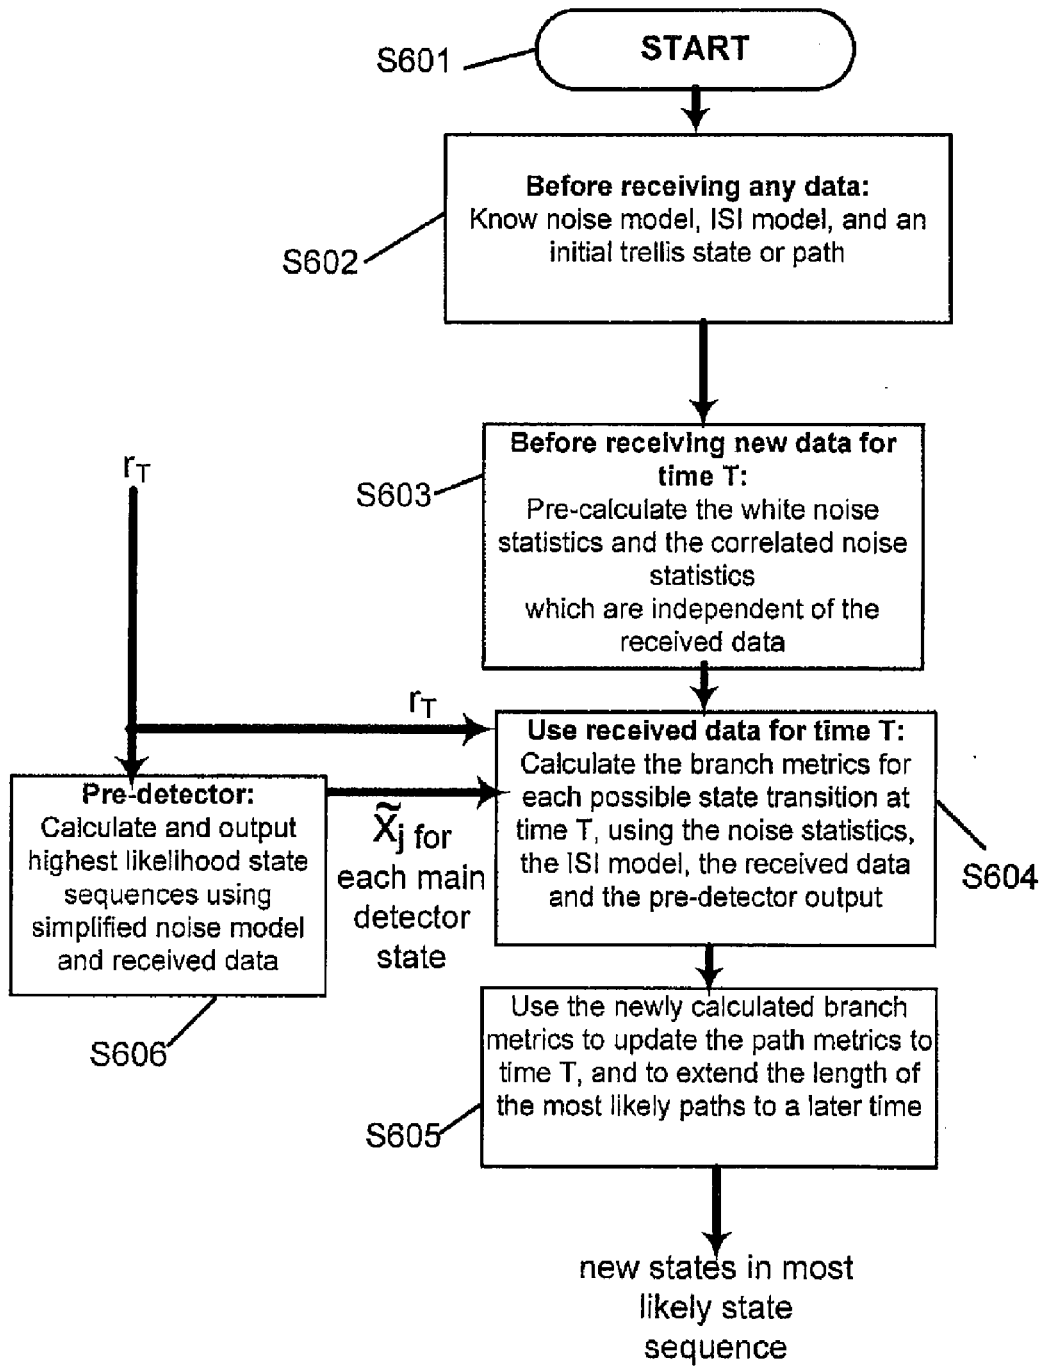 START
S601
Before receiving any data:
Know noise model, ISI model, and an
initial trellis state or path
S602
Before receiving new data for
time T:
Pre-calculate the white noise
statistics and the correlated noise
statistics
which are independent of the
received data
S603
rT
rT
Use received data for time T:
Calculate the branch metrics for
each possible state transition at
time T, using the noise statistics,
the ISI model, the received data
and the pre-detector output
S604
Pre-detector:
Calculate and output
highest likelihood state
sequences using
simplified noise model
and received data
S606
x̃j for
each main
detector
state
Use the newly calculated branch
metrics to update the path metrics to
time T, and to extend the length of
the most likely paths to a later time
S605
new states in most
likely state
sequence